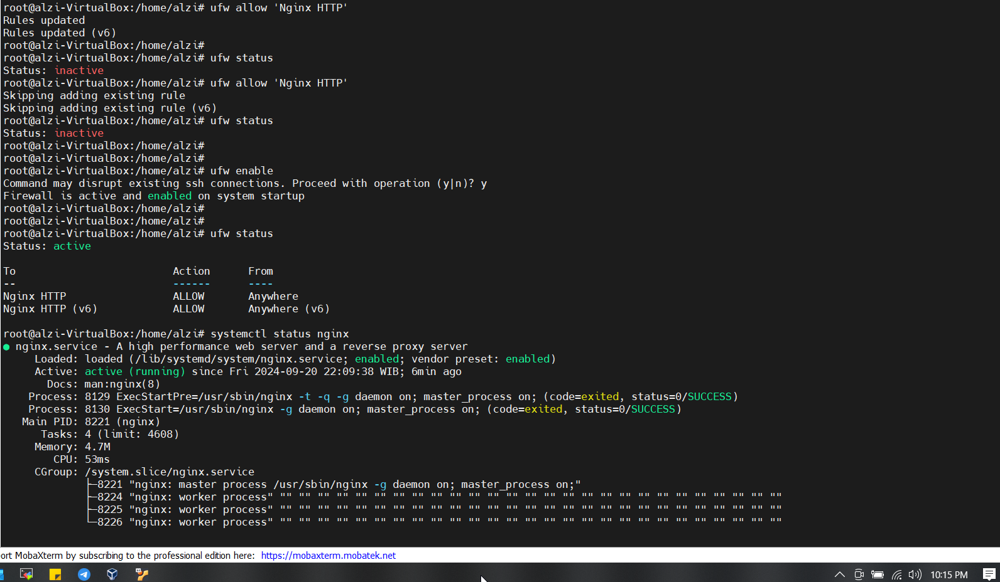 root@alzi-VirtualBox:/home/alzi# ufw allow 'Nginx HTTP'
Rules updated
Rules updated (v6)
root@alzi-VirtualBox:/home/alzi#
root@alzi-VirtualBox:/home/alzi# ufw status
Status: inactive
root@alzi-VirtualBox:/home/alzi# ufw allow 'Nginx HTTP'
Skipping adding existing rule
Skipping adding existing rule (v6)
root@alzi-VirtualBox:/home/alzi# ufw status
Status: inactive
root@alzi-VirtualBox:/home/alzi#
root@alzi-VirtualBox:/home/alzi#
root@alzi-VirtualBox:/home/alzi# ufw enable
Command may disrupt existing ssh connections. Proceed with operation (y|n)? y
Firewall is active and enabled on system startup
root@alzi-VirtualBox:/home/alzi#
root@alzi-VirtualBox:/home/alzi#
root@alzi-VirtualBox:/home/alzi# ufw status
Status: active

To                         Action      From
--                         ------      ----
Nginx HTTP                 ALLOW       Anywhere
Nginx HTTP (v6)            ALLOW       Anywhere (v6)

root@alzi-VirtualBox:/home/alzi# systemctl status nginx
● nginx.service - A high performance web server and a reverse proxy server
     Loaded: loaded (/lib/systemd/system/nginx.service; enabled; vendor preset: enabled)
     Active: active (running) since Fri 2024-09-20 22:09:38 WIB; 6min ago
       Docs: man:nginx(8)
    Process: 8129 ExecStartPre=/usr/sbin/nginx -t -q -g daemon on; master_process on; (code=exited, status=0/SUCCESS)
    Process: 8130 ExecStart=/usr/sbin/nginx -g daemon on; master_process on; (code=exited, status=0/SUCCESS)
   Main PID: 8221 (nginx)
      Tasks: 4 (limit: 4608)
     Memory: 4.7M
        CPU: 53ms
     CGroup: /system.slice/nginx.service
             ├─8221 "nginx: master process /usr/sbin/nginx -g daemon on; master_process on;"
             ├─8224 "nginx: worker process" "" "" "" "" "" "" "" "" "" "" "" "" "" "" "" "" "" "" "" "" "" "" "" "" "" "" ""
             ├─8225 "nginx: worker process" "" "" "" "" "" "" "" "" "" "" "" "" "" "" "" "" "" "" "" "" "" "" "" "" "" "" ""
             └─8226 "nginx: worker process" "" "" "" "" "" "" "" "" "" "" "" "" "" "" "" "" "" "" "" "" "" "" "" "" "" "" ""
ort MobaXterm by subscribing to the professional edition here: https://mobaxterm.mobatek.net
10:15 PM